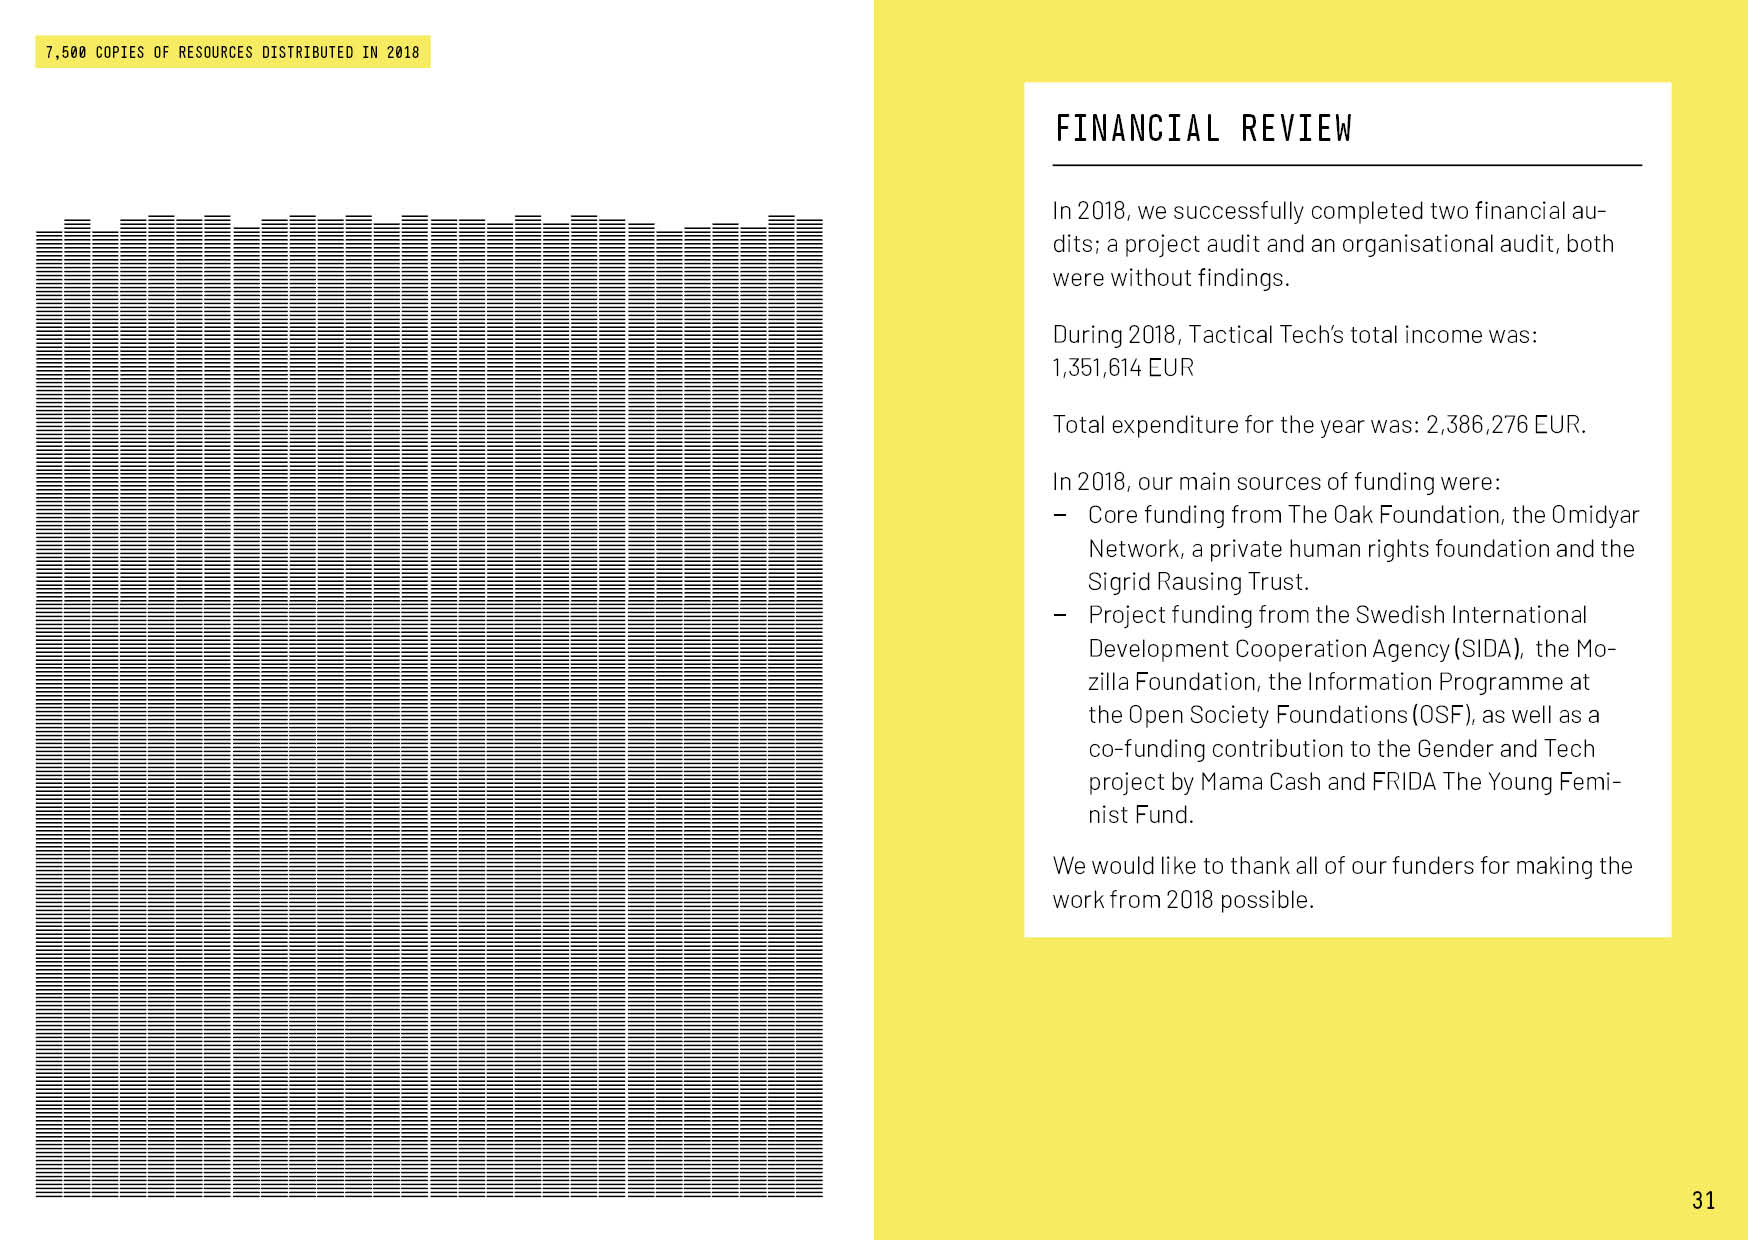 7,500 COPIES OF RESOURCES DISTRIBUTED IN 2018
FINANCIAL REVIEW
In 2018, we successfully completed two financial au-
dits; a project audit and an organisational audit, both
were without findings.
During 2018, Tactical Tech’s total income was:
1,351,614 EUR
Total expenditure for the year was: 2,386,276 EUR.
In 2018, our main sources of funding were:
– Core funding from The Oak Foundation, the Omidyar
Network, a private human rights foundation and the
Sigrid Rausing Trust.
– Project funding from the Swedish International
Development Cooperation Agency (SIDA), the Mo-
zilla Foundation, the Information Programme at
the Open Society Foundations (OSF), as well as a
co-funding contribution to the Gender and Tech
project by Mama Cash and FRIDA The Young Femi-
nist Fund.
We would like to thank all of our funders for making the
work from 2018 possible.
31